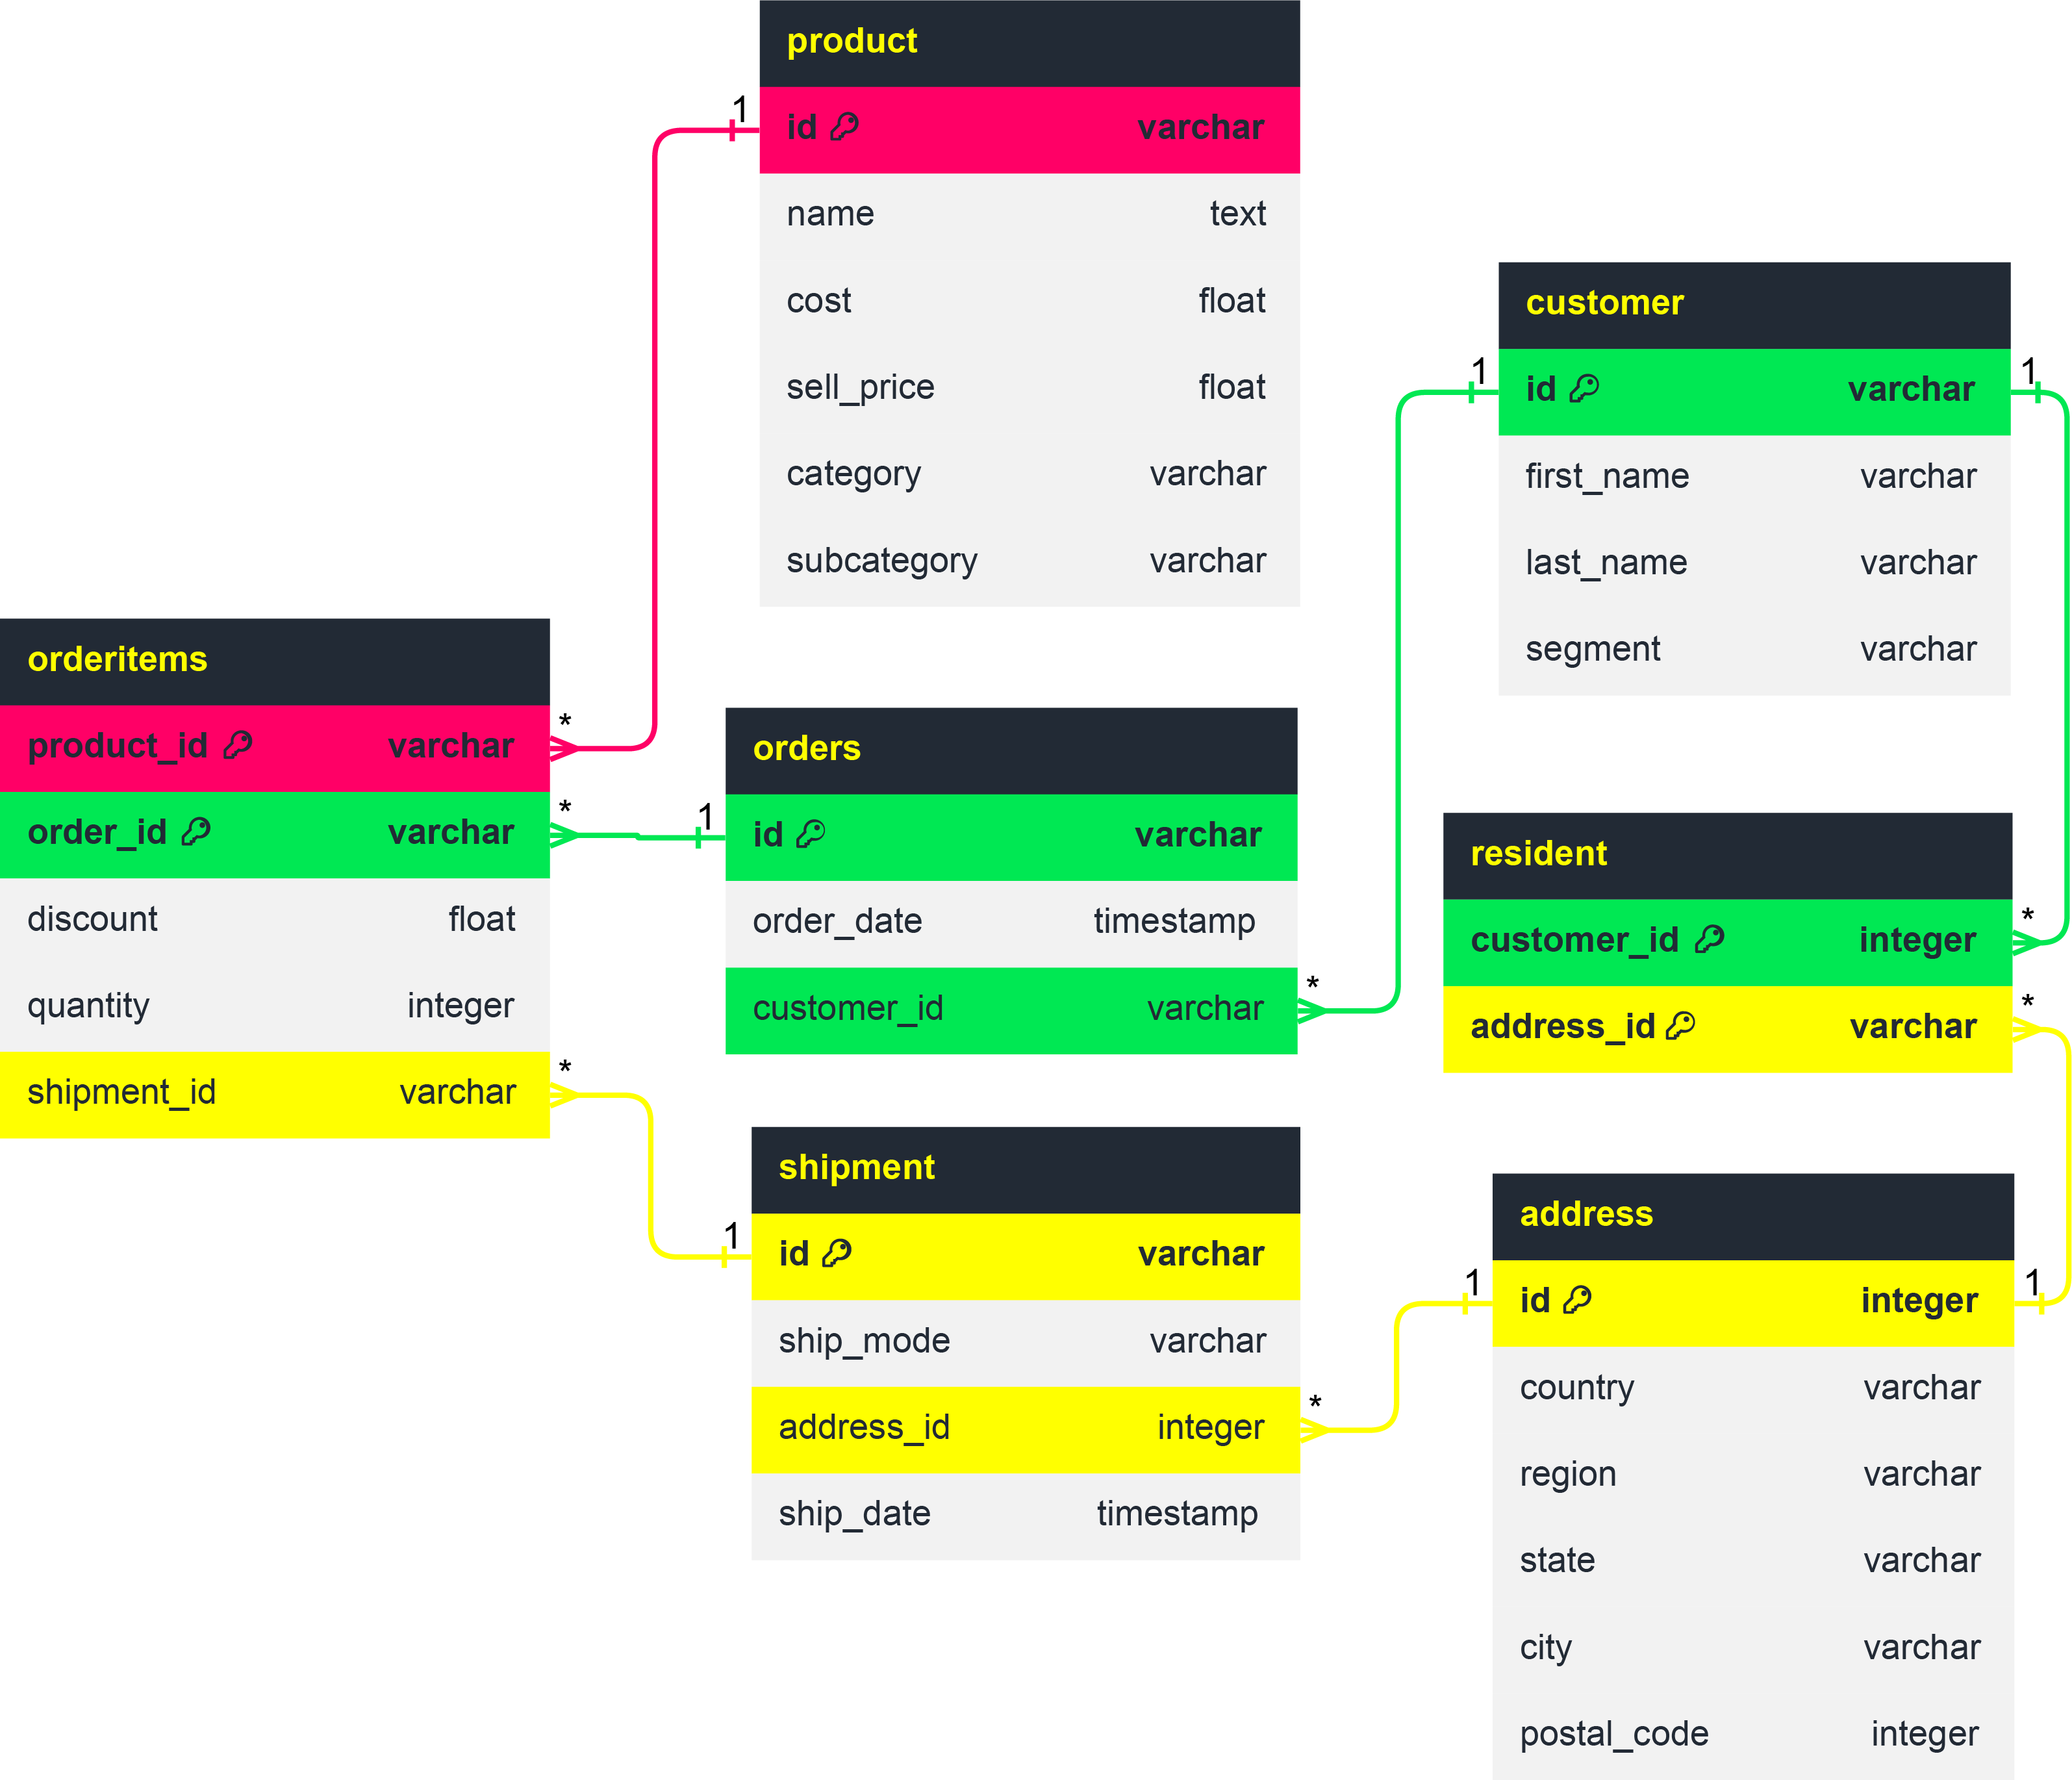 product
1
id varchar
name text
cost float
sell_price float
category varchar
subcategory varchar
customer
1
id varchar
1
first_name varchar
last_name varchar
segment varchar
orderitems
*
product_id varchar
*
order_id varchar
discount float
quantity integer
*
shipment_id varchar
orders
1
id varchar
order_date timestamp
*
customer_id varchar
resident
*
customer_id integer
*
address_id varchar
shipment
1
id varchar
ship_mode varchar
*
address_id integer
ship_date timestamp
address
1
id integer
1
country varchar
region varchar
state varchar
city varchar
postal_code integer